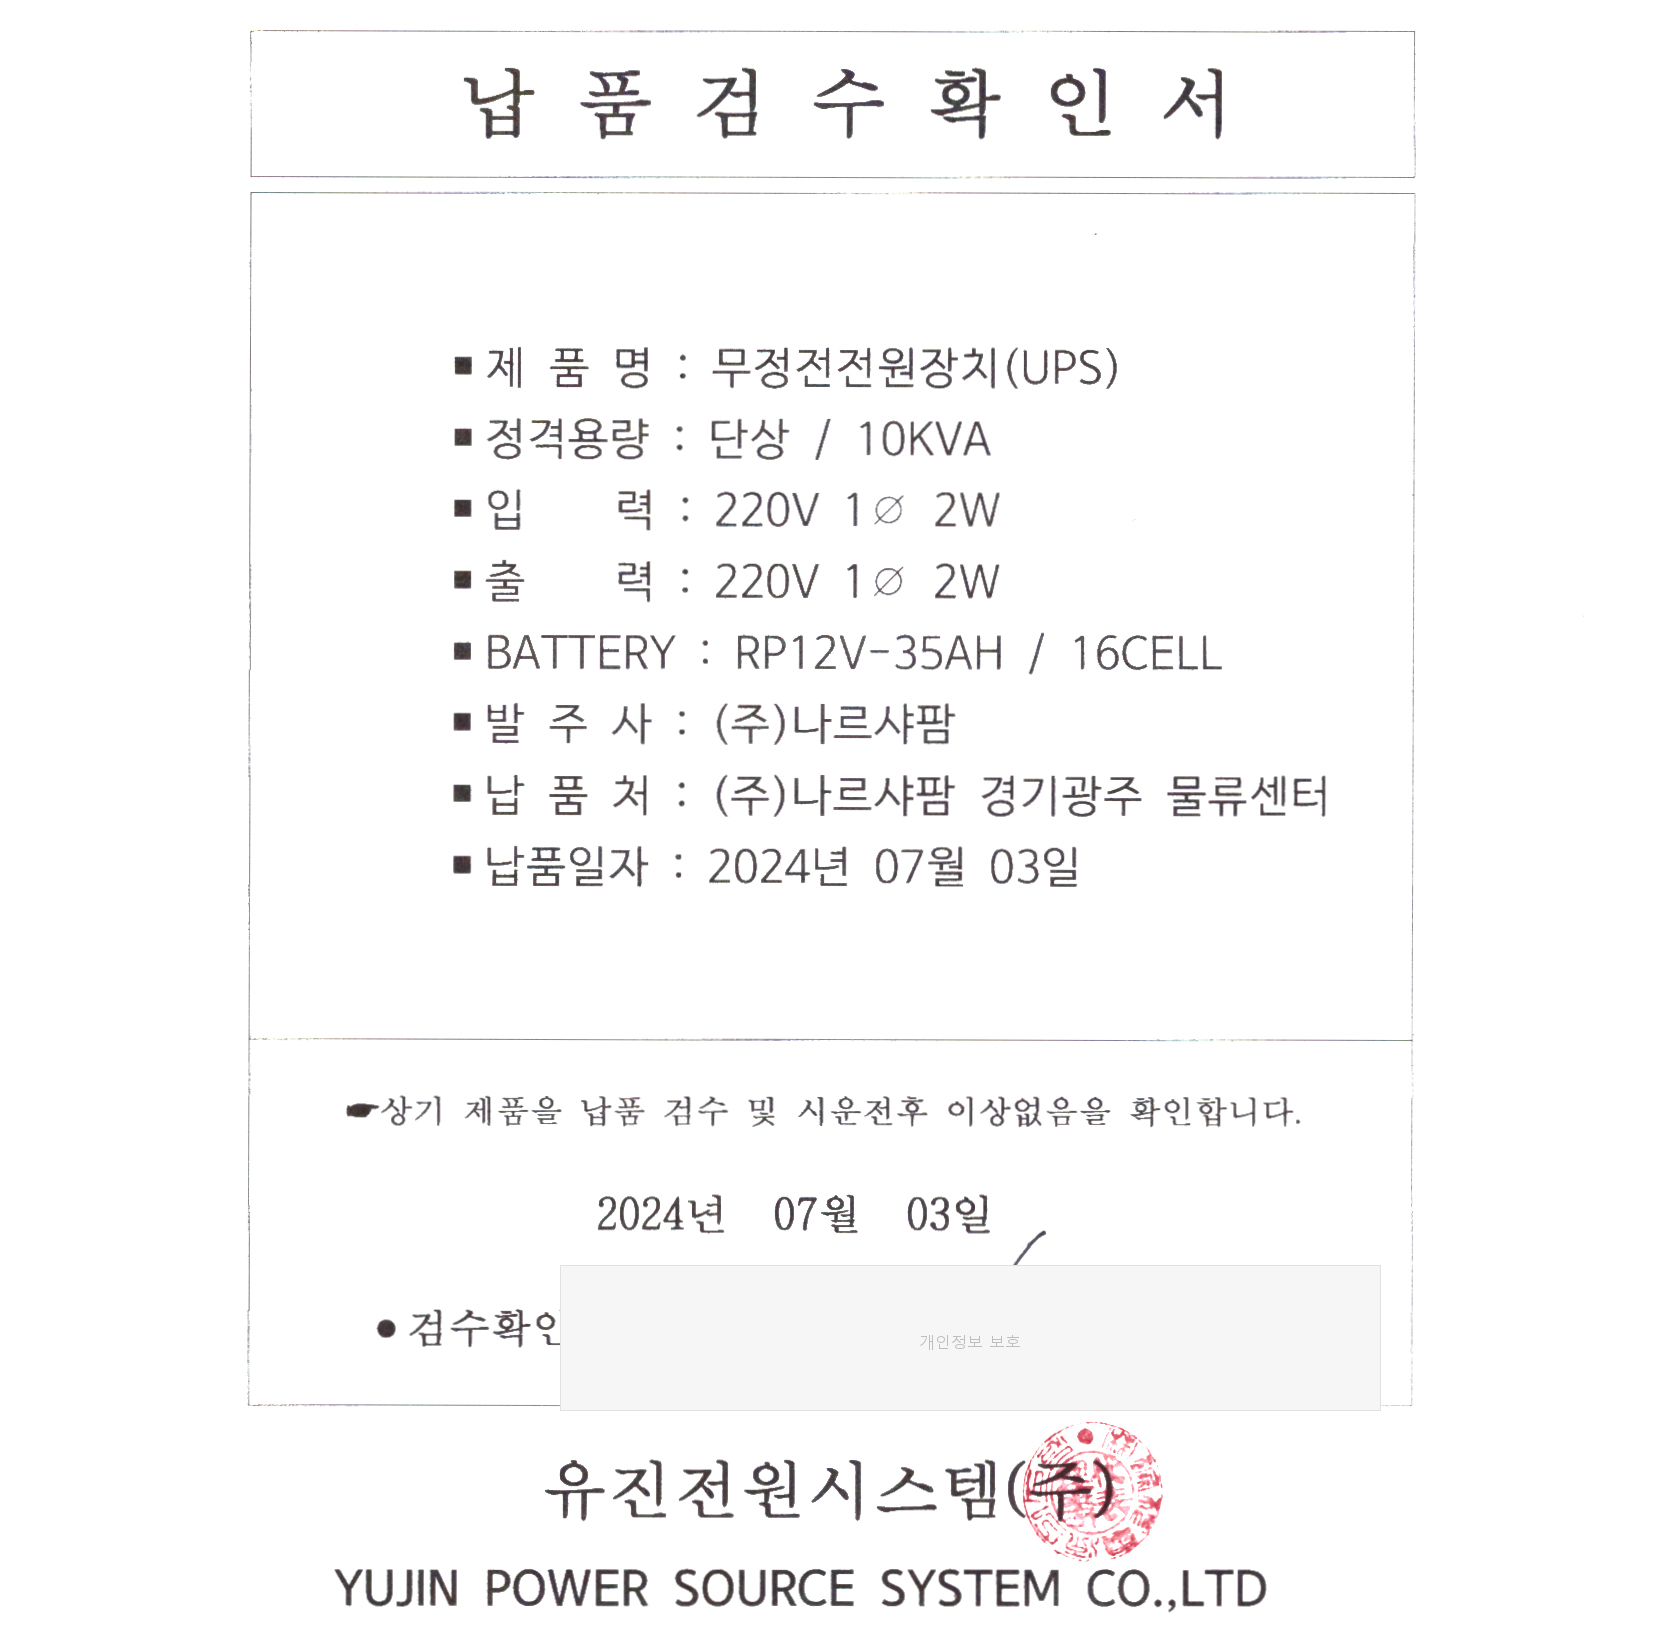 납 품 검 수 확 인 서
■ 제 품 명 : 무정전전원장치(UPS)
■ 정격용량 : 단상 / 10KVA
■ 입 력 : 220V 1∅ 2W
■ 출 력 : 220V 1∅ 2W
■ BATTERY : RP12V-35AH / 16CELL
■ 발 주 사 : (주)나르샤팜
■ 납 품 처 : (주)나르샤팜 경기광주 물류센터
■ 납품일자 : 2024년 07월 03일
☛상기 제품을 납품 검수 및 시운전후 이상없음을 확인합니다.
2024년 07월 03일
● 검수확인
개인정보 보호
유진전원시스템(주)
YUJIN POWER SOURCE SYSTEM CO.,LTD